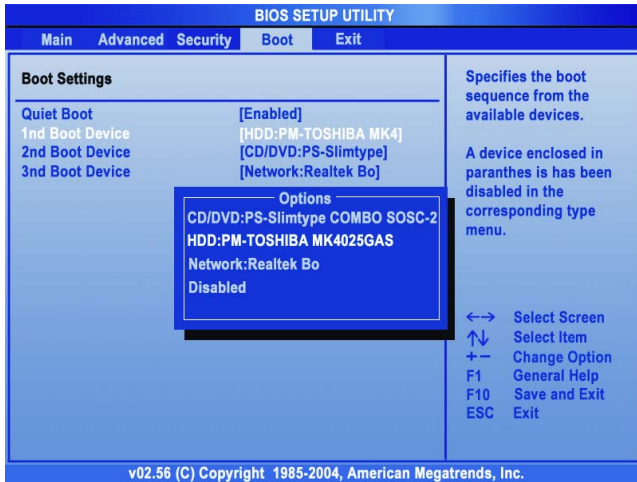 BIOS SETUP UTILITY
Main Advanced Security Boot Exit
Boot Settings
Quiet Boot [Enabled]
1nd Boot Device [HDD:PM-TOSHIBA MK4]
2nd Boot Device [CD/DVD:PS-Slimtype]
3nd Boot Device [Network:Realtek Bo]
Options
CD/DVD:PS-Slimtype COMBO SOSC-2
HDD:PM-TOSHIBA MK4025GAS
Network:Realtek Bo
Disabled
Specifies the boot
sequence from the
available devices.
A device enclosed in
paranthes is has been
disabled in the
corresponding type
menu.
←→ Select Screen
↑↓ Select Item
+− Change Option
F1 General Help
F10 Save and Exit
ESC Exit
v02.56 (C) Copyright 1985-2004, American Megatrends, Inc.